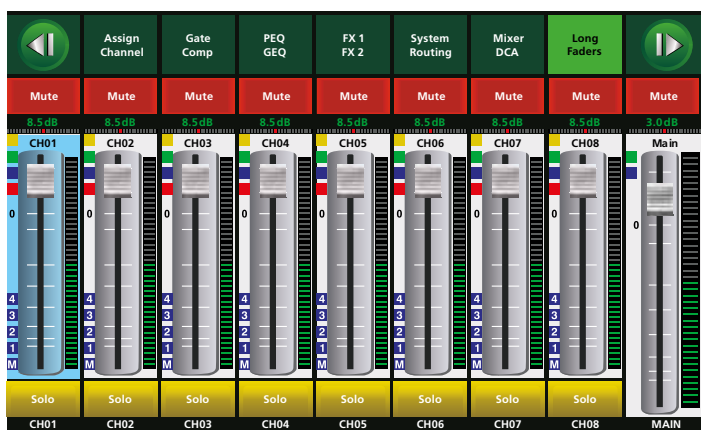 Assign Channel
Gate Comp
PEQ GEQ
FX 1 FX 2
System Routing
Mixer DCA
Long Faders
Mute Mute Mute Mute Mute Mute Mute Mute Mute
8.5dB 8.5dB 8.5dB 8.5dB 8.5dB 8.5dB 8.5dB 8.5dB 3.0dB
CH01 CH02 CH03 CH04 CH05 CH06 CH07 CH08 Main
0 0 0 0 0 0 0 0 0
4 4 4 4 4 4 4 4
3 3 3 3 3 3 3 3
2 2 2 2 2 2 2 2
1 1 1 1 1 1 1 1
M M M M M M M M
Solo Solo Solo Solo Solo Solo Solo Solo
CH01 CH02 CH03 CH04 CH05 CH06 CH07 CH08 MAIN